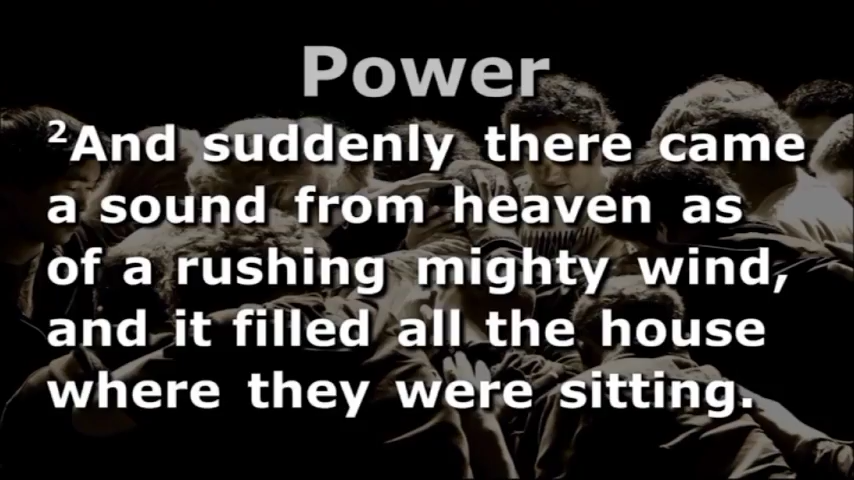 Power
²And suddenly there came
a sound from heaven as
of a rushing mighty wind,
and it filled all the house
where they were sitting.